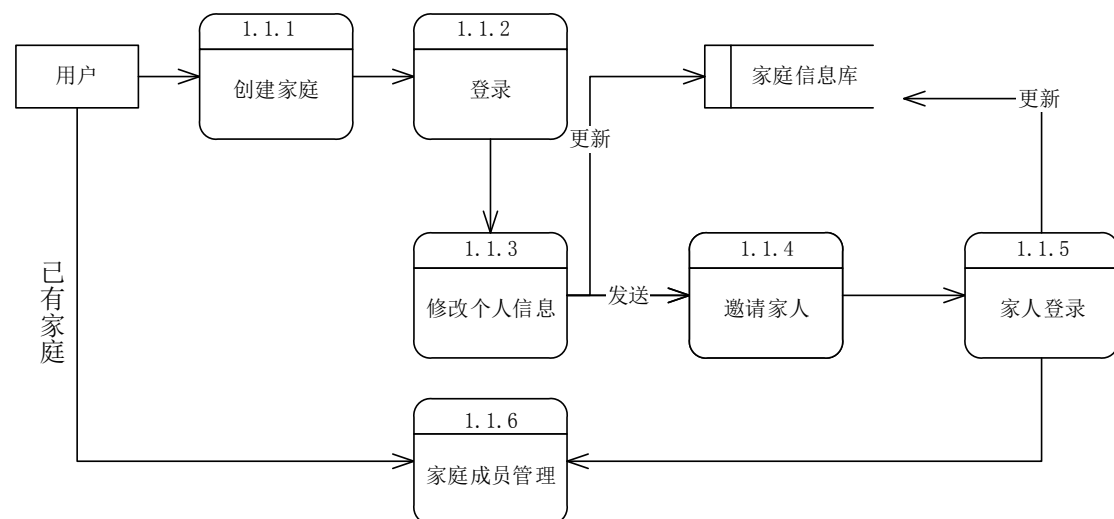 1.1.1
1.1.2
用户
创建家庭
登录
家庭信息库
更新
更新
1.1.3
1.1.4
1.1.5
已有家庭
修改个人信息
发送
邀请家人
家人登录
1.1.6
家庭成员管理